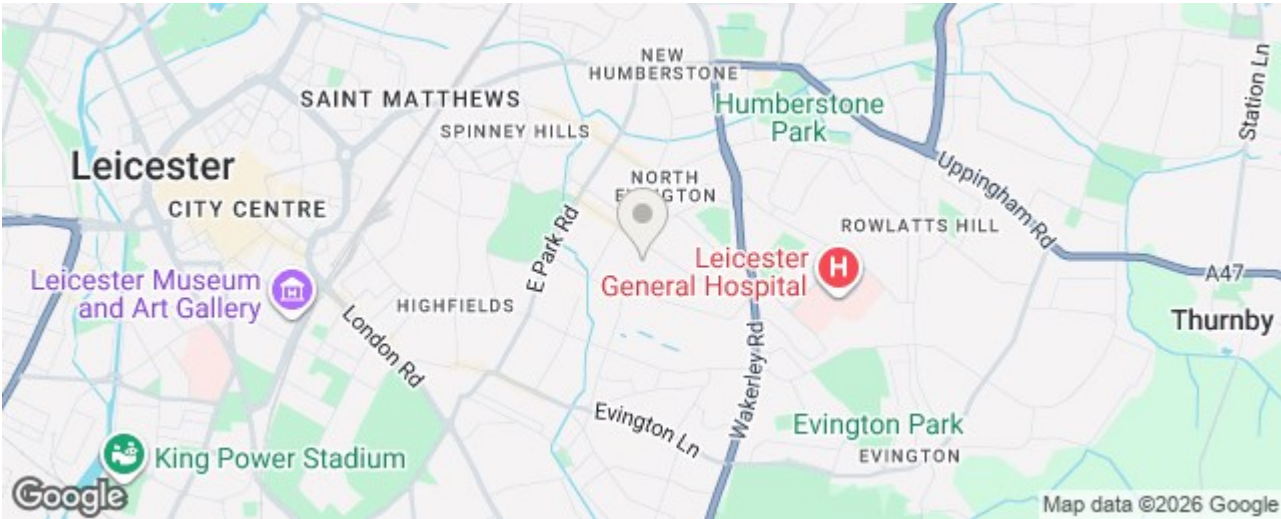 NEW
HUMBERSTONE
SAINT MATTHEWS
SPINNEY HILLS
Humberstone
Park
Station Ln
Leicester
CITY CENTRE
NORTH
E Park Rd
Uppingham Rd
ROWLATTS HILL
Leicester
General Hospital
H
A47
Leicester Museum
and Art Gallery
HIGHFIELDS
Thurnby
London Rd
Wakerley Rd
Evington Ln
Evington Park
EVINGTON
King Power Stadium
Google
Map data ©2026 Google